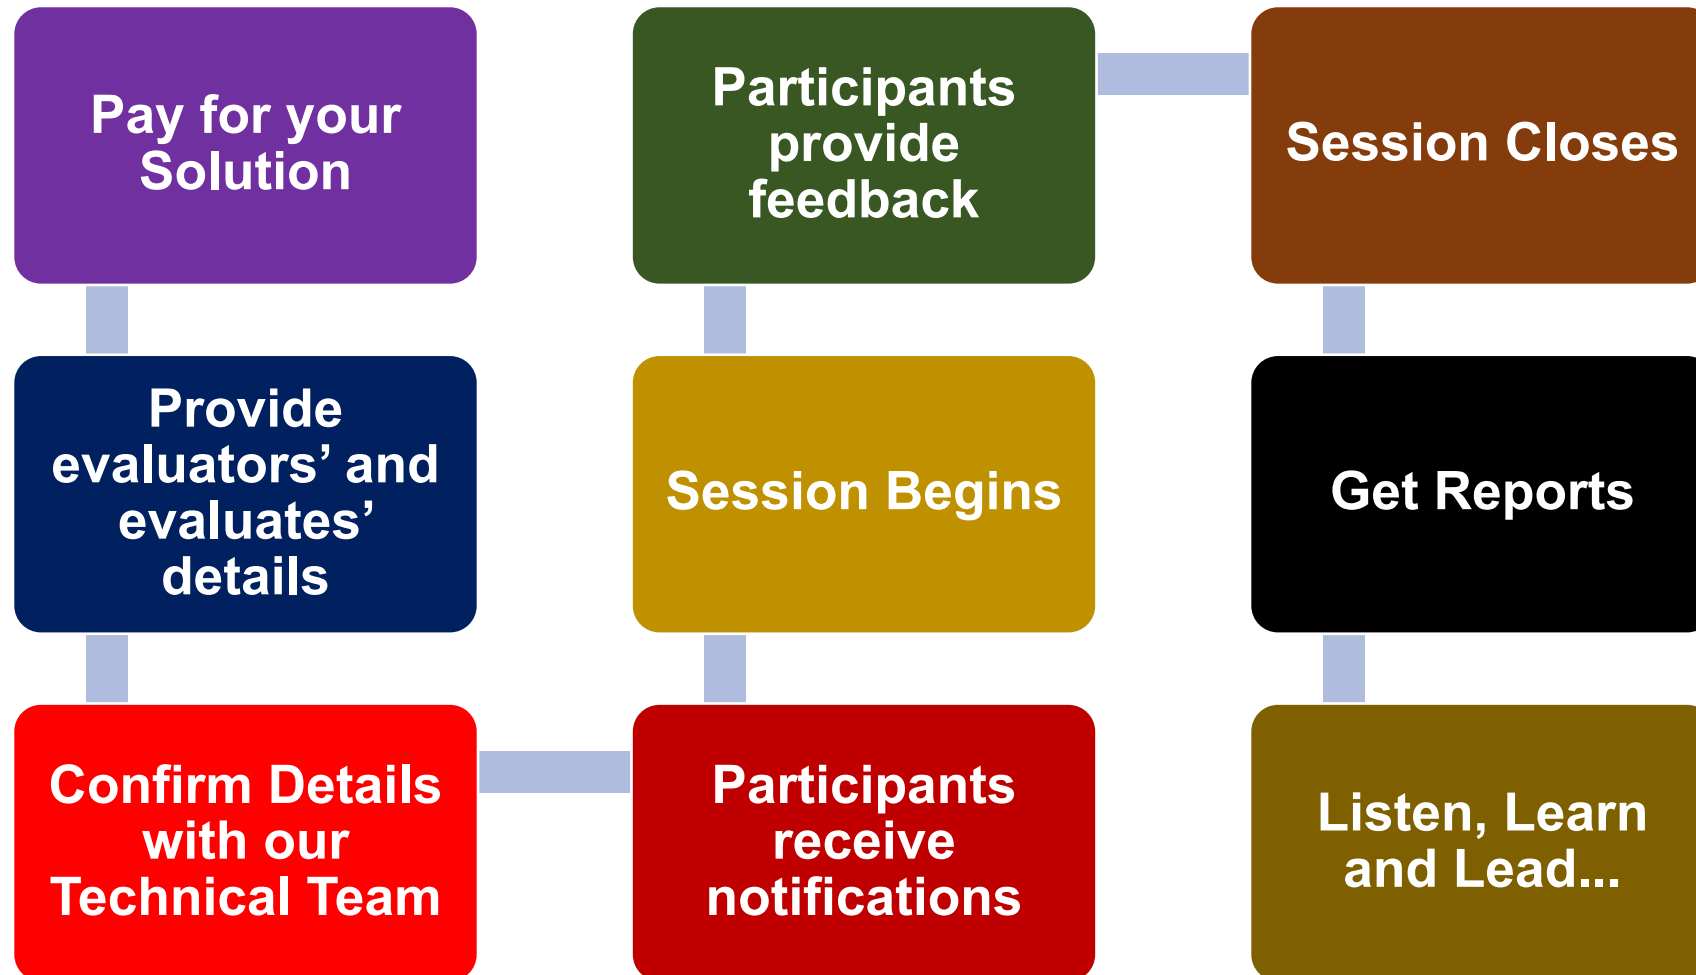 Pay for your
Solution
Provide
evaluators’ and
evaluates’
details
Confirm Details
with our
Technical Team
Participants
receive
notifications
Session Begins
Participants
provide
feedback
Session Closes
Get Reports
Listen, Learn
and Lead...